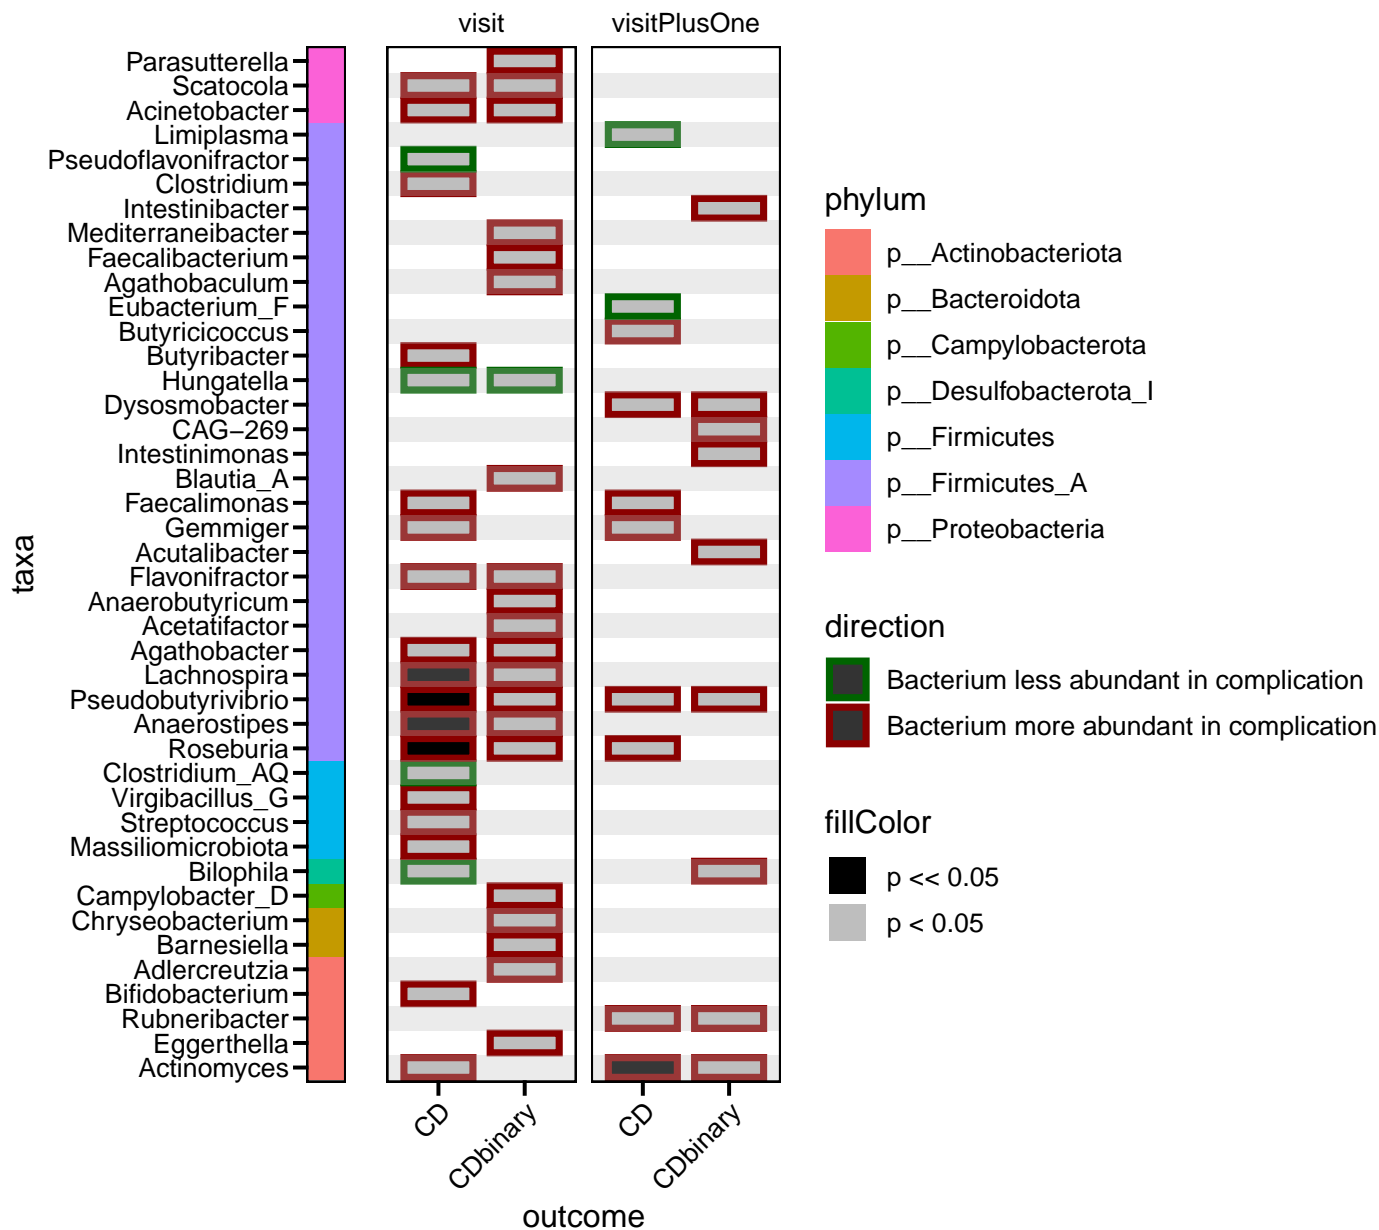 visit
visitPlusOne
Parasutterella
Scatocola
Acinetobacter
Limiplasma
Pseudoflavonifractor
Clostridium
Intestinibacter
Mediterraneibacter
Faecalibacterium
Agathobaculum
Eubacterium_F
Butyricicoccus
Butyribacter
Hungatella
Dysosmobacter
CAG−269
Intestinimonas
Blautia_A
Faecalimonas
Gemmiger
Acutalibacter
Flavonifractor
Anaerobutyricum
Acetatifactor
Agathobacter
Lachnospira
Pseudobutyrivibrio
Anaerostipes
Roseburia
Clostridium_AQ
Virgibacillus_G
Streptococcus
Massiliomicrobiota
Bilophila
Campylobacter_D
Chryseobacterium
Barnesiella
Adlercreutzia
Bifidobacterium
Rubneribacter
Eggerthella
Actinomyces
taxa
CD
CDbinary
CD
CDbinary
outcome
phylum
p__Actinobacteriota
p__Bacteroidota
p__Campylobacterota
p__Desulfobacterota_I
p__Firmicutes
p__Firmicutes_A
p__Proteobacteria
direction
Bacterium less abundant in complication
Bacterium more abundant in complication
fillColor
p << 0.05
p < 0.05